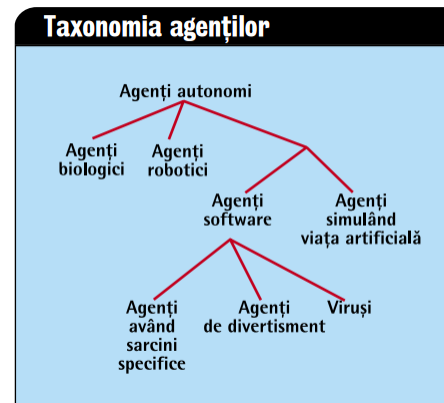 Taxonomia agenților
Agenți autonomi
Agenți
biologici
Agenți
robotici
Agenți
software
Agenți
simulând
viața artificială
Agenți
având
sarcini
specifice
Agenți
de divertisment
Viruși